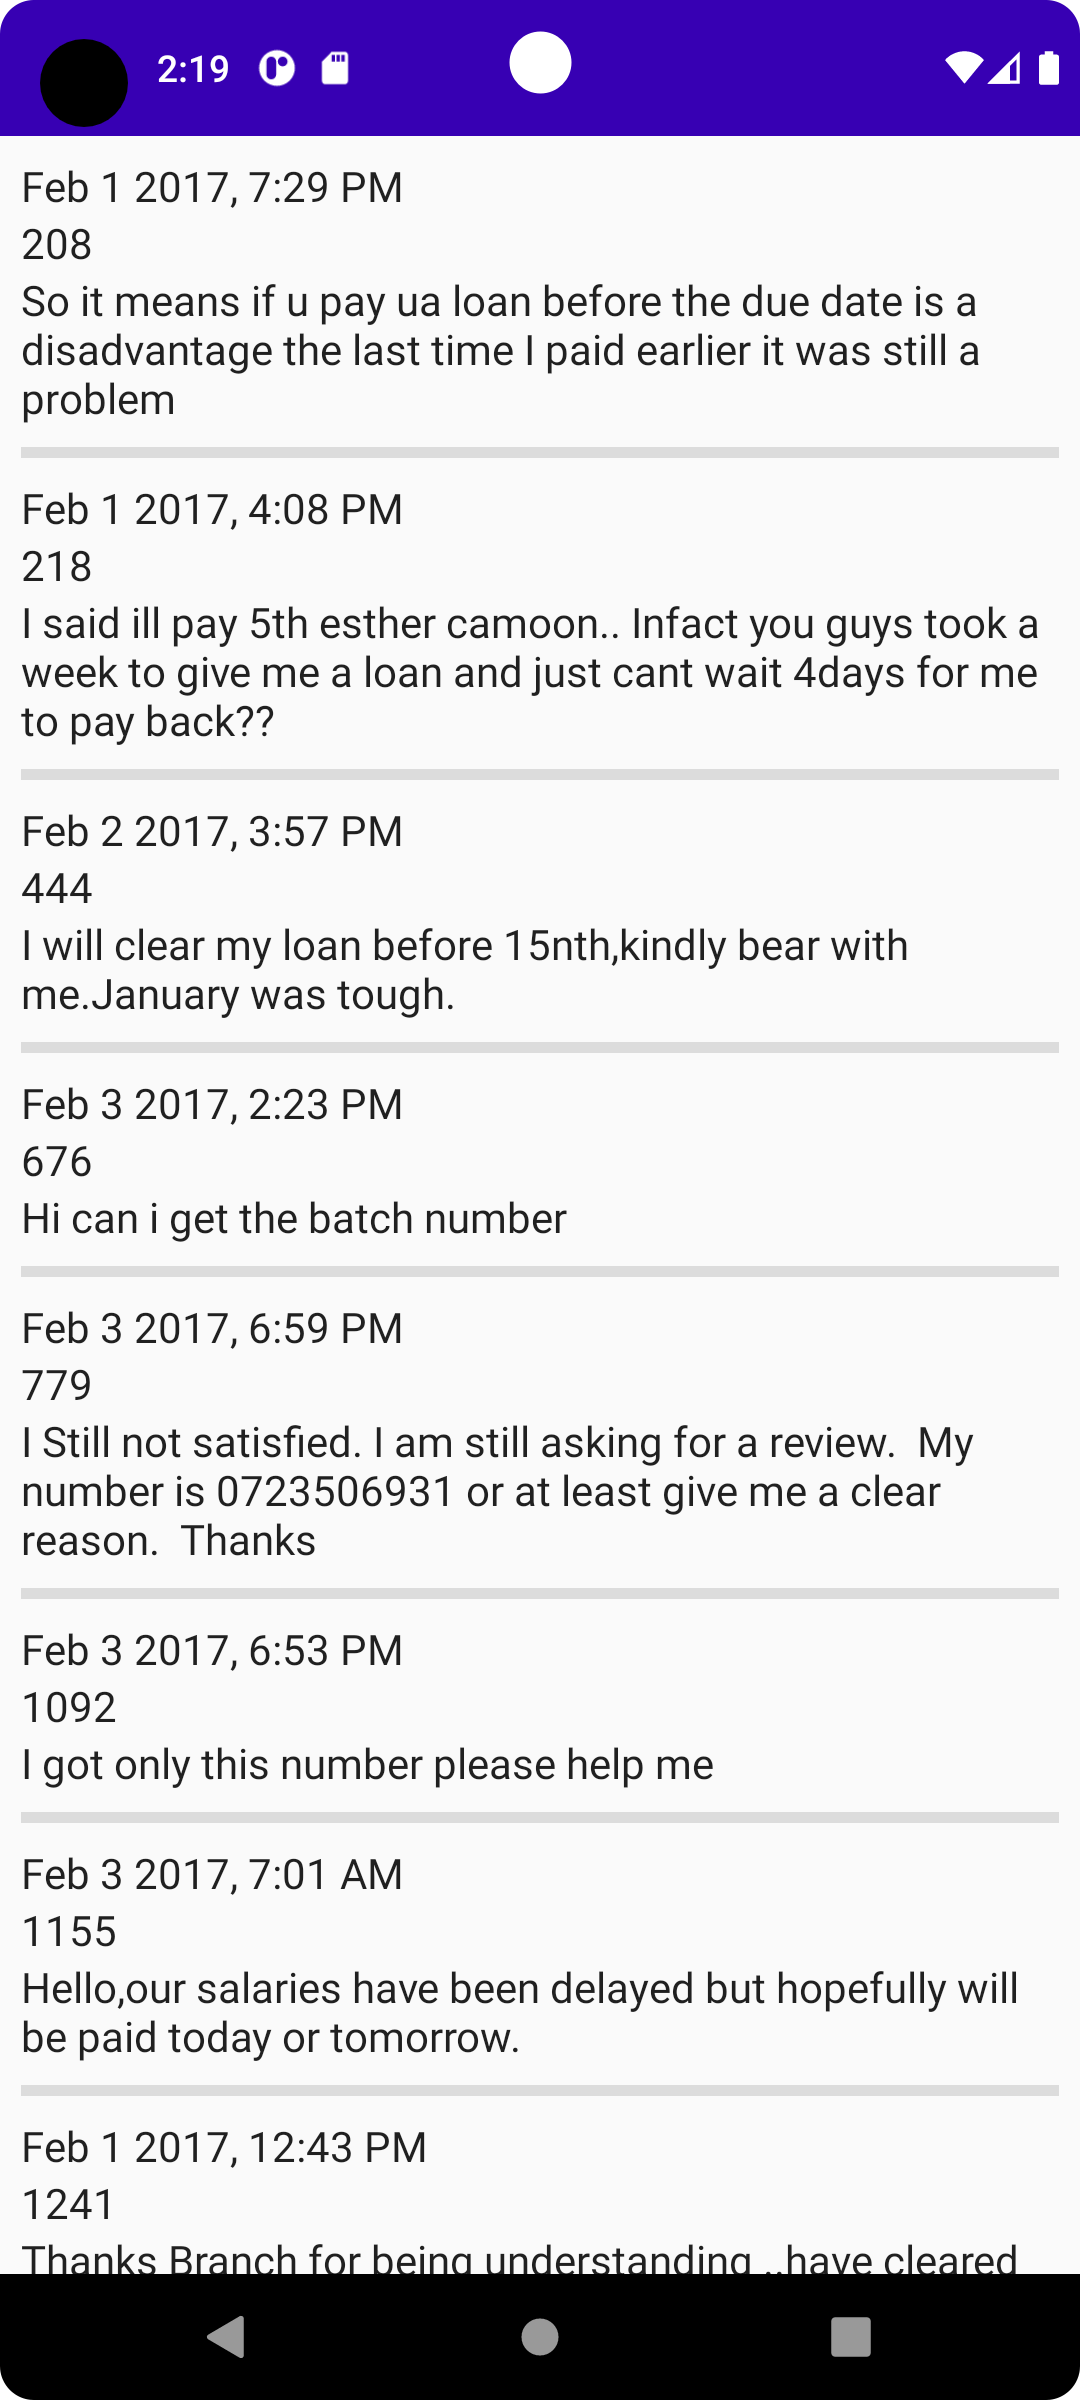 2:19
Feb 1 2017, 7:29 PM
208
So it means if u pay ua loan before the due date is a
disadvantage the last time I paid earlier it was still a
problem
Feb 1 2017, 4:08 PM
218
I said ill pay 5th esther camoon.. Infact you guys took a
week to give me a loan and just cant wait 4days for me
to pay back??
Feb 2 2017, 3:57 PM
444
I will clear my loan before 15nth,kindly bear with
me.January was tough.
Feb 3 2017, 2:23 PM
676
Hi can i get the batch number
Feb 3 2017, 6:59 PM
779
I Still not satisfied. I am still asking for a review.  My
number is 0723506931 or at least give me a clear
reason.  Thanks
Feb 3 2017, 6:53 PM
1092
I got only this number please help me
Feb 3 2017, 7:01 AM
1155
Hello,our salaries have been delayed but hopefully will
be paid today or tomorrow.
Feb 1 2017, 12:43 PM
1241
Thanks Branch for being understanding ..have cleared